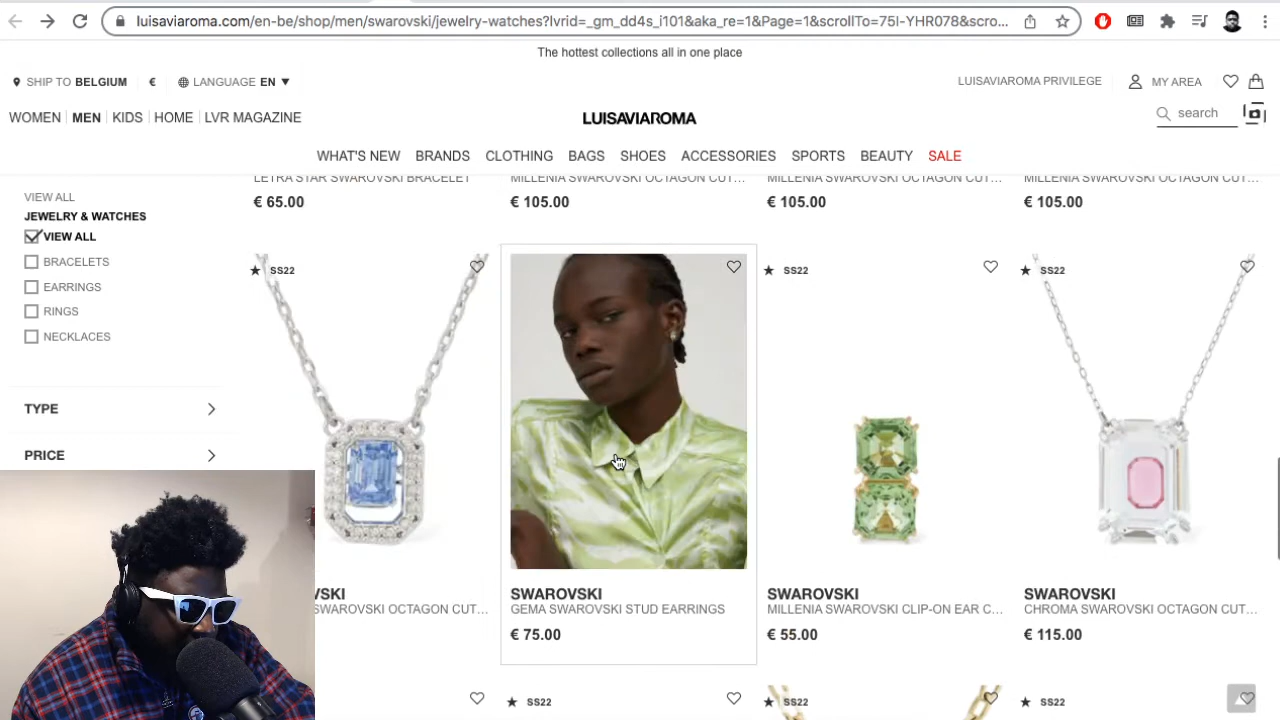 luisaviaroma.com/en-be/shop/men/swarovski/jewelry-watches?lvrid=_gm_dd4s_i101&aka_re=1&Page=1&scrollTo=75I-YHR078&scro...
The hottest collections all in one place
SHIP TO BELGIUM € LANGUAGE EN
LUISAVIAROMA PRIVILEGE MY AREA
WOMEN MEN KIDS HOME LVR MAGAZINE
LUISAVIAROMA
search
WHAT'S NEW BRANDS CLOTHING BAGS SHOES ACCESSORIES SPORTS BEAUTY SALE
VIEW ALL
JEWELRY & WATCHES
VIEW ALL
BRACELETS
EARRINGS
RINGS
NECKLACES
TYPE
PRICE
LETRA STAR SWAROVSKI BRACELET
€ 65.00
MILLENIA SWAROVSKI OCTAGON CUT...
€ 105.00
MILLENIA SWAROVSKI OCTAGON CUT...
€ 105.00
MILLENIA SWAROVSKI OCTAGON CUT...
€ 105.00
SS22
VSKI
SWAROVSKI OCTAGON CUT...
SWAROVSKI
GEMA SWAROVSKI STUD EARRINGS
€ 75.00
SS22
SWAROVSKI
MILLENIA SWAROVSKI CLIP-ON EAR C...
€ 55.00
SS22
SWAROVSKI
CHROMA SWAROVSKI OCTAGON CUT...
€ 115.00
SS22
SS22
SS22